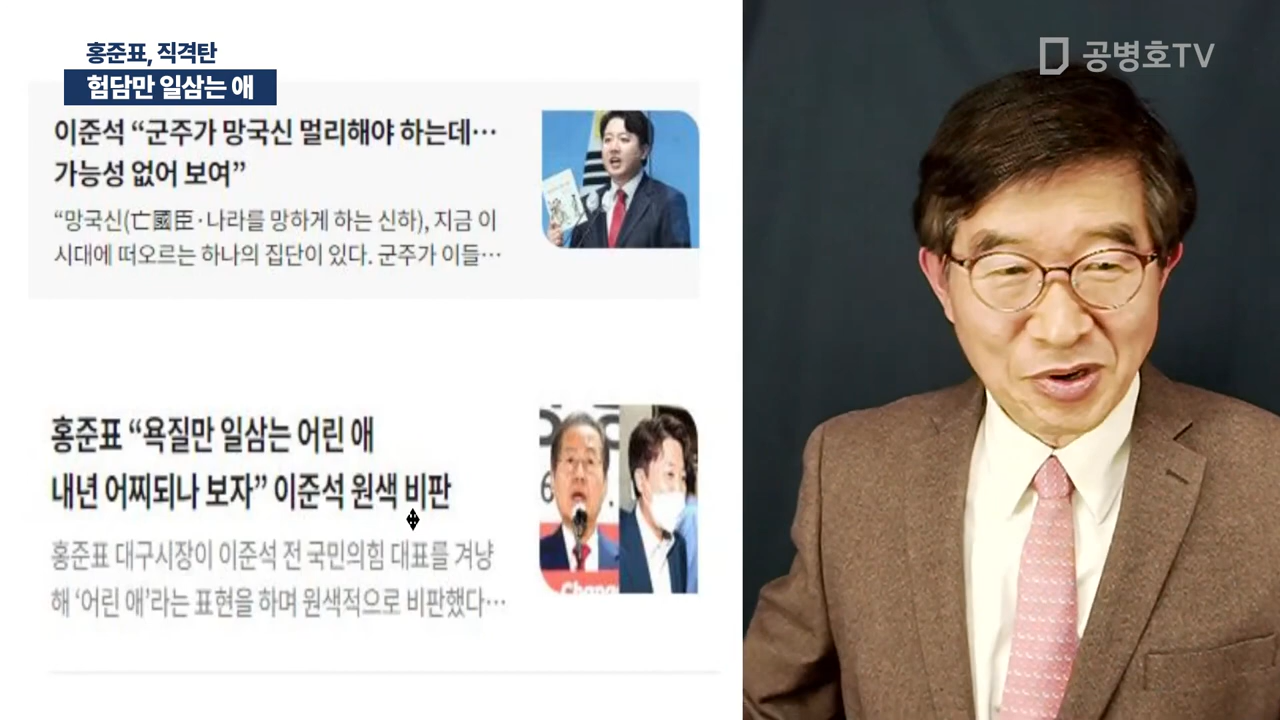 홍준표, 직격탄
험담만 일삼는 애
공병호TV
이준석 “군주가 망국신 멀리해야 하는데…
가능성 없어 보여”
“망국신(亡國臣·나라를 망하게 하는 신하), 지금 이
시대에 떠오르는 하나의 집단이 있다. 군주가 이들…
홍준표 “욕질만 일삼는 어린 애
내년 어찌되나 보자” 이준석 원색 비판
홍준표 대구시장이 이준석 전 국민의힘 대표를 겨냥
해 ‘어린 애’라는 표현을 하며 원색적으로 비판했다…